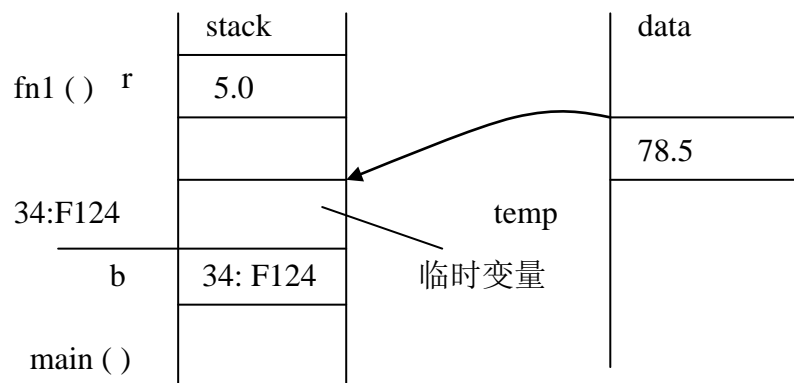 stack data
fn1 ( ) r 5.0
78.5
34:F124 temp
b 34: F124 临时变量
main ( )